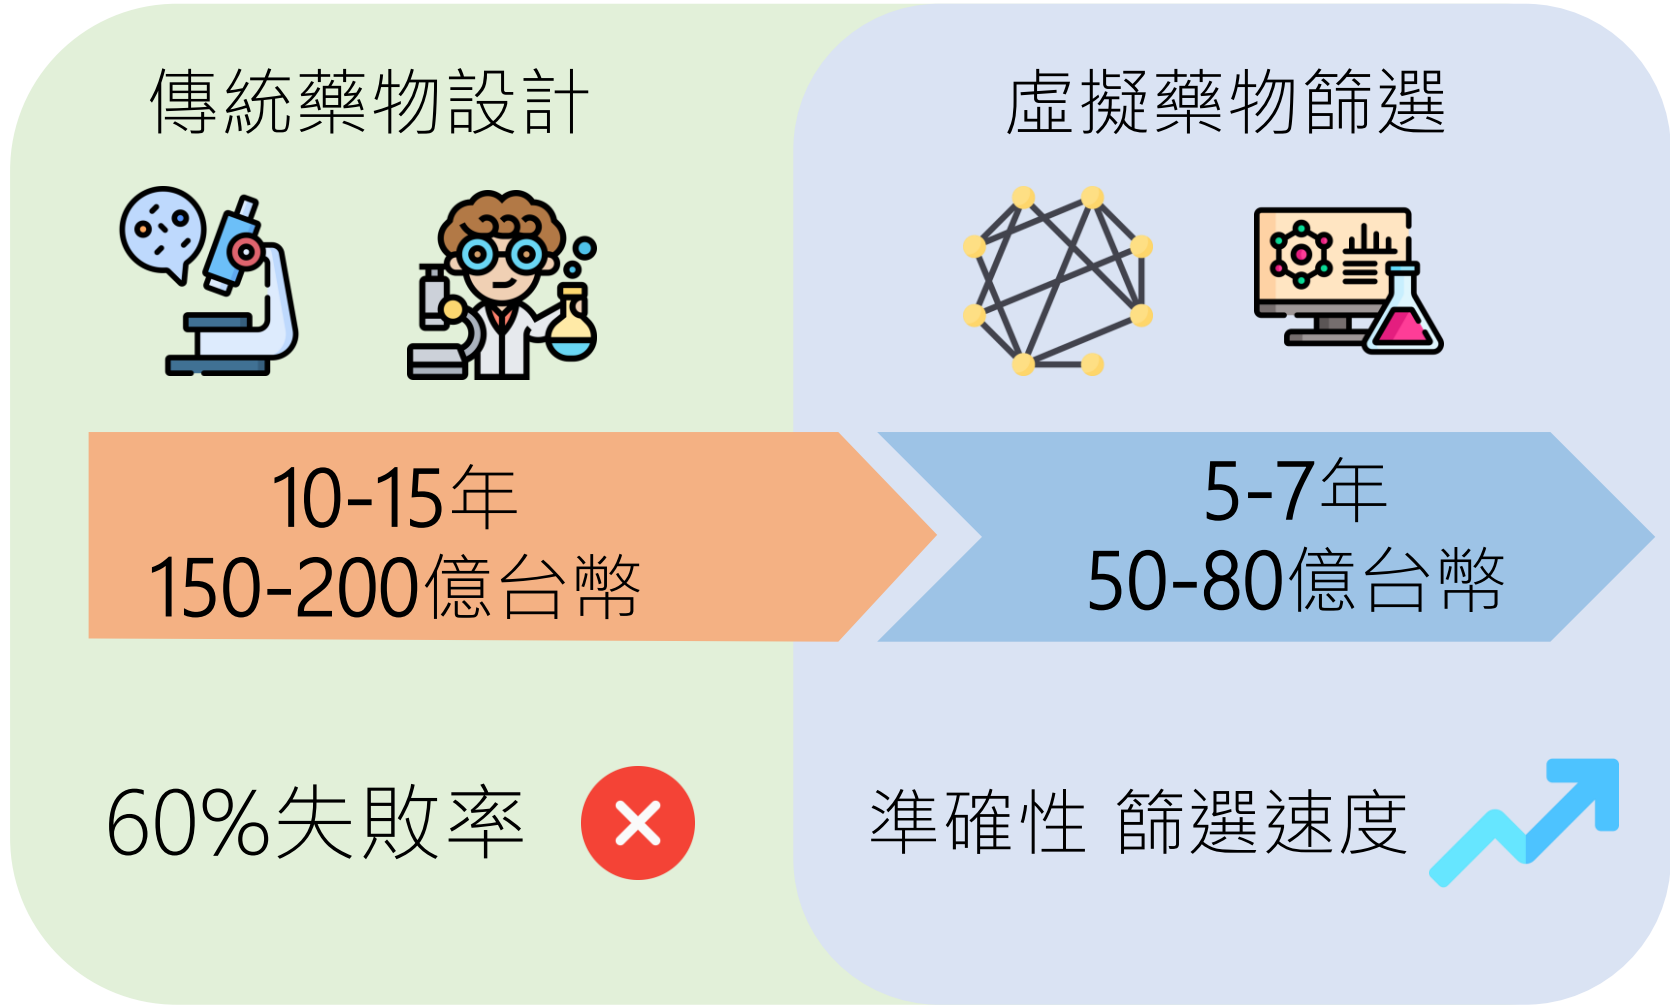 傳統藥物設計
虛擬藥物篩選
10-15年
150-200億台幣
5-7年
50-80億台幣
60%失敗率
準確性 篩選速度